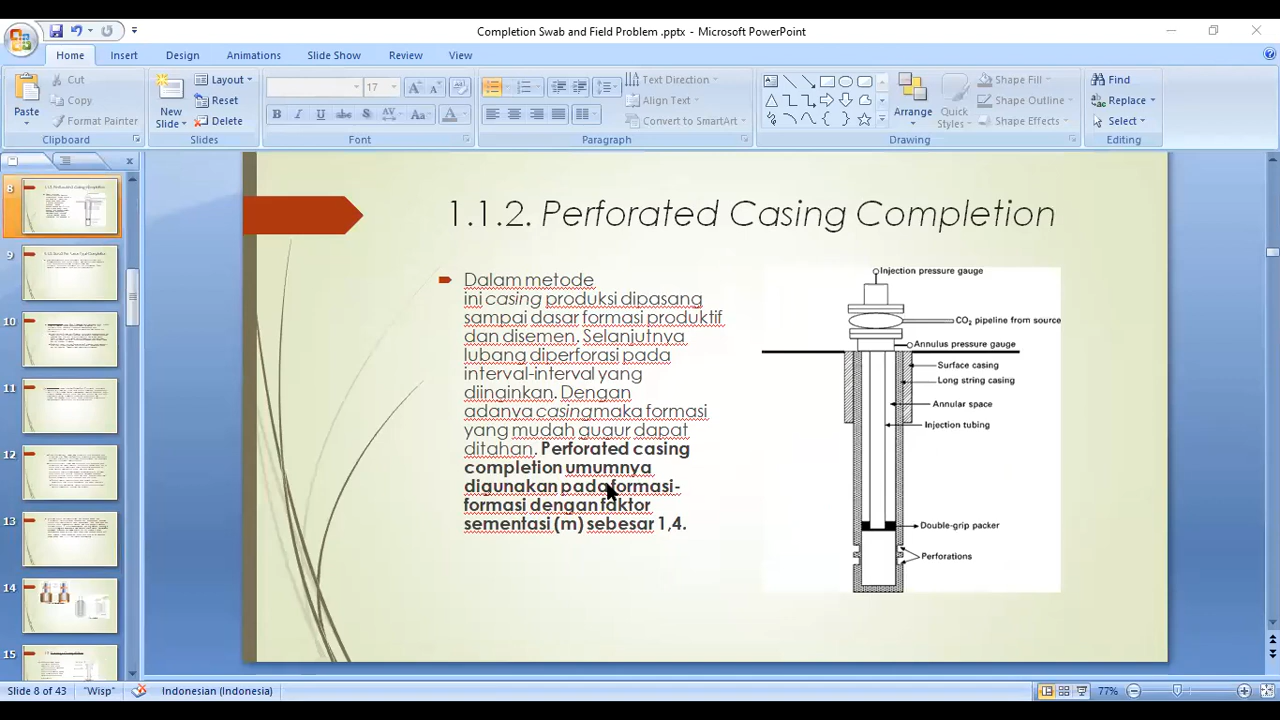 Completion Swab and Field Problem .pptx - Microsoft PowerPoint
Home Insert Design Animations Slide Show Review View
Paste
Cut
Copy
Format Painter
Clipboard
New Slide
Layout
Reset
Delete
Slides
17
B I U abc S AV Aa A
Font
Text Direction
Align Text
Convert to SmartArt
Paragraph
Arrange
Quick Styles
Shape Fill
Shape Outline
Shape Effects
Drawing
Find
Replace
Select
Editing
8
9
10
11
12
13
14
15
1.1.2. Perforated Casing Completion
Dalam metode
ini casing produksi dipasang
sampai dasar formasi produktif
dandisemen. Selanjutnya
lubang diperforasi pada
interval-interval yang
diinginkan. Dengan
adanya casingmaka formasi
yang mudah gugur dapat
ditahan. Perforated casing
completion umumnya
digunakan pada formasi-
formasi dengan faktor
sementasi (m) sebesar 1,4.
Injection pressure gauge
CO2 pipeline from source
Annulus pressure gauge
Surface casing
Long string casing
Annular space
Injection tubing
Double-grip packer
Perforations
Slide 8 of 43 "Wisp" Indonesian (Indonesia) 77%